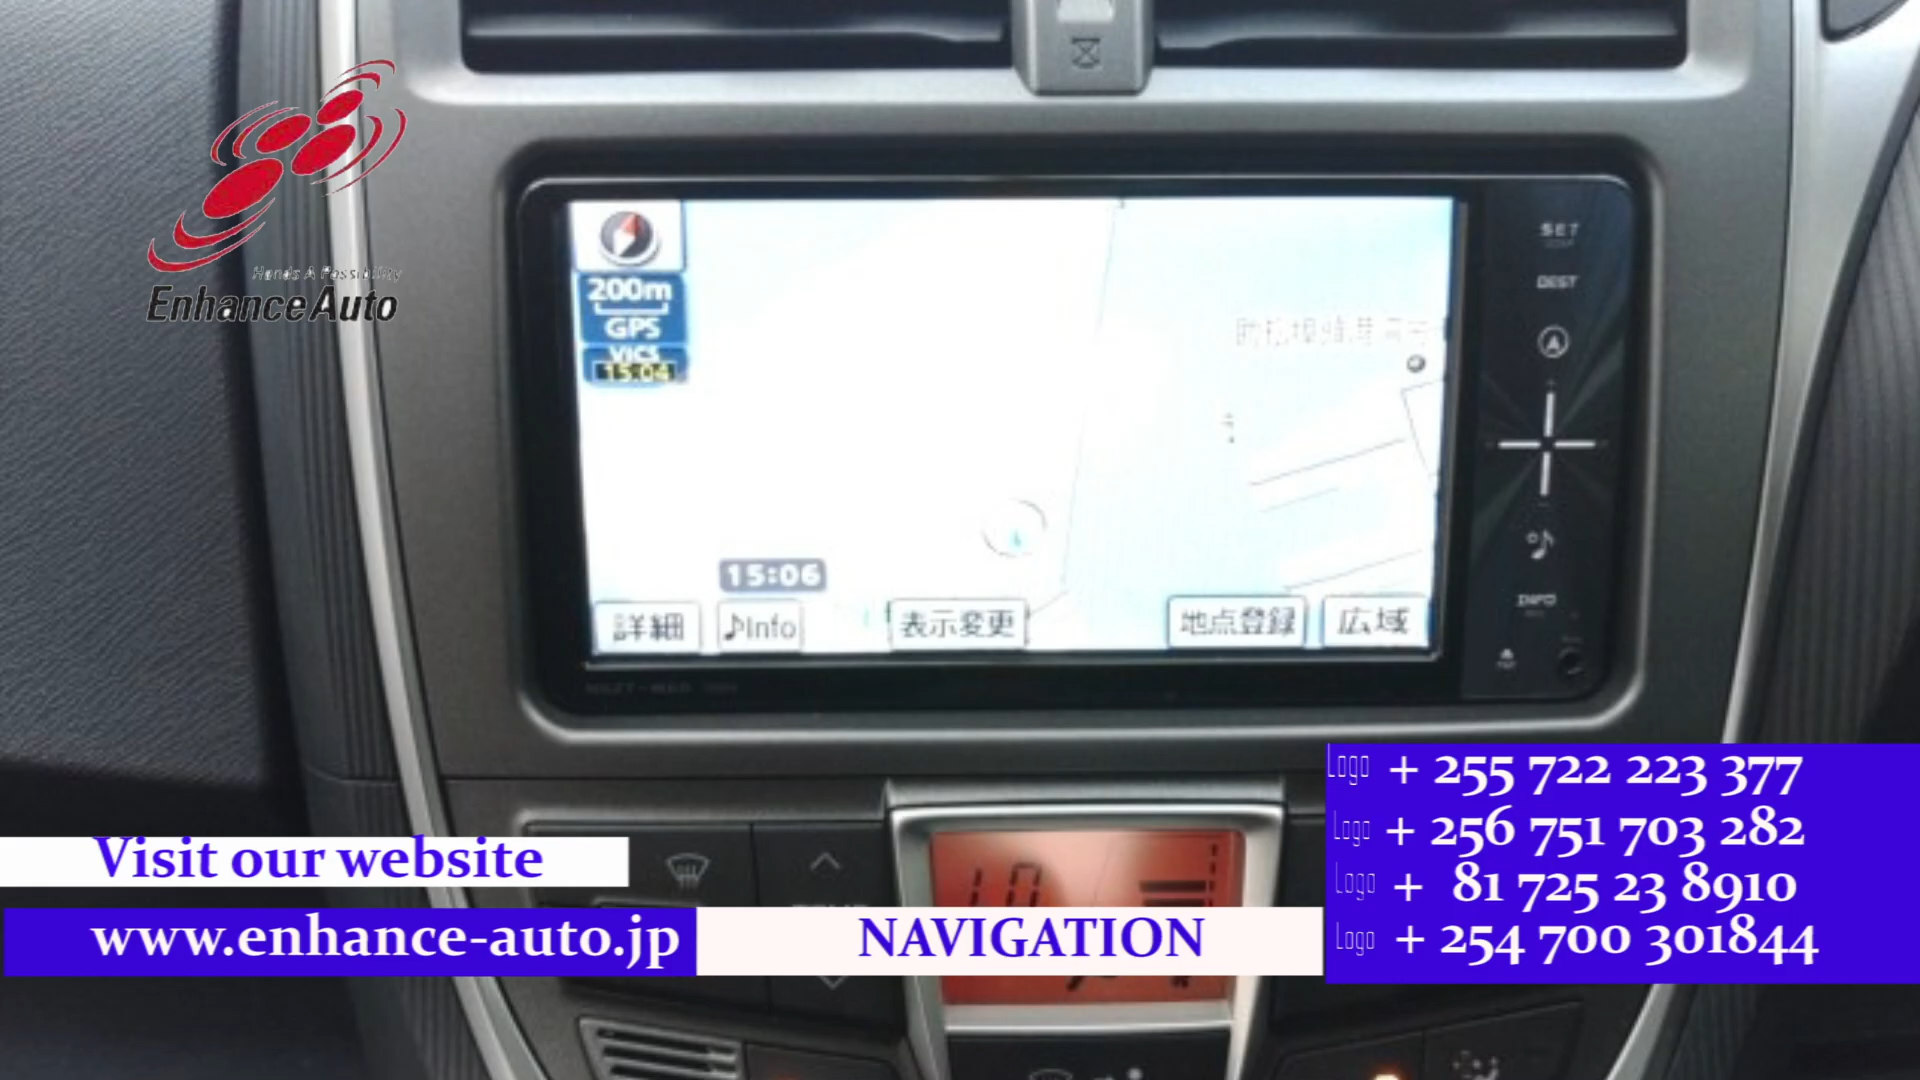 Hands A Possibility
EnhanceAuto
200m
GPS
VICS
15:04
SET
DEST
A
15:06
詳細
♪Info
表示変更
地点登録
広域
INFO
Logo + 255 722 223 377
Logo + 256 751 703 282
Logo + 81 725 23 8910
Logo + 254 700 301844
Visit our website
www.enhance-auto.jp
NAVIGATION